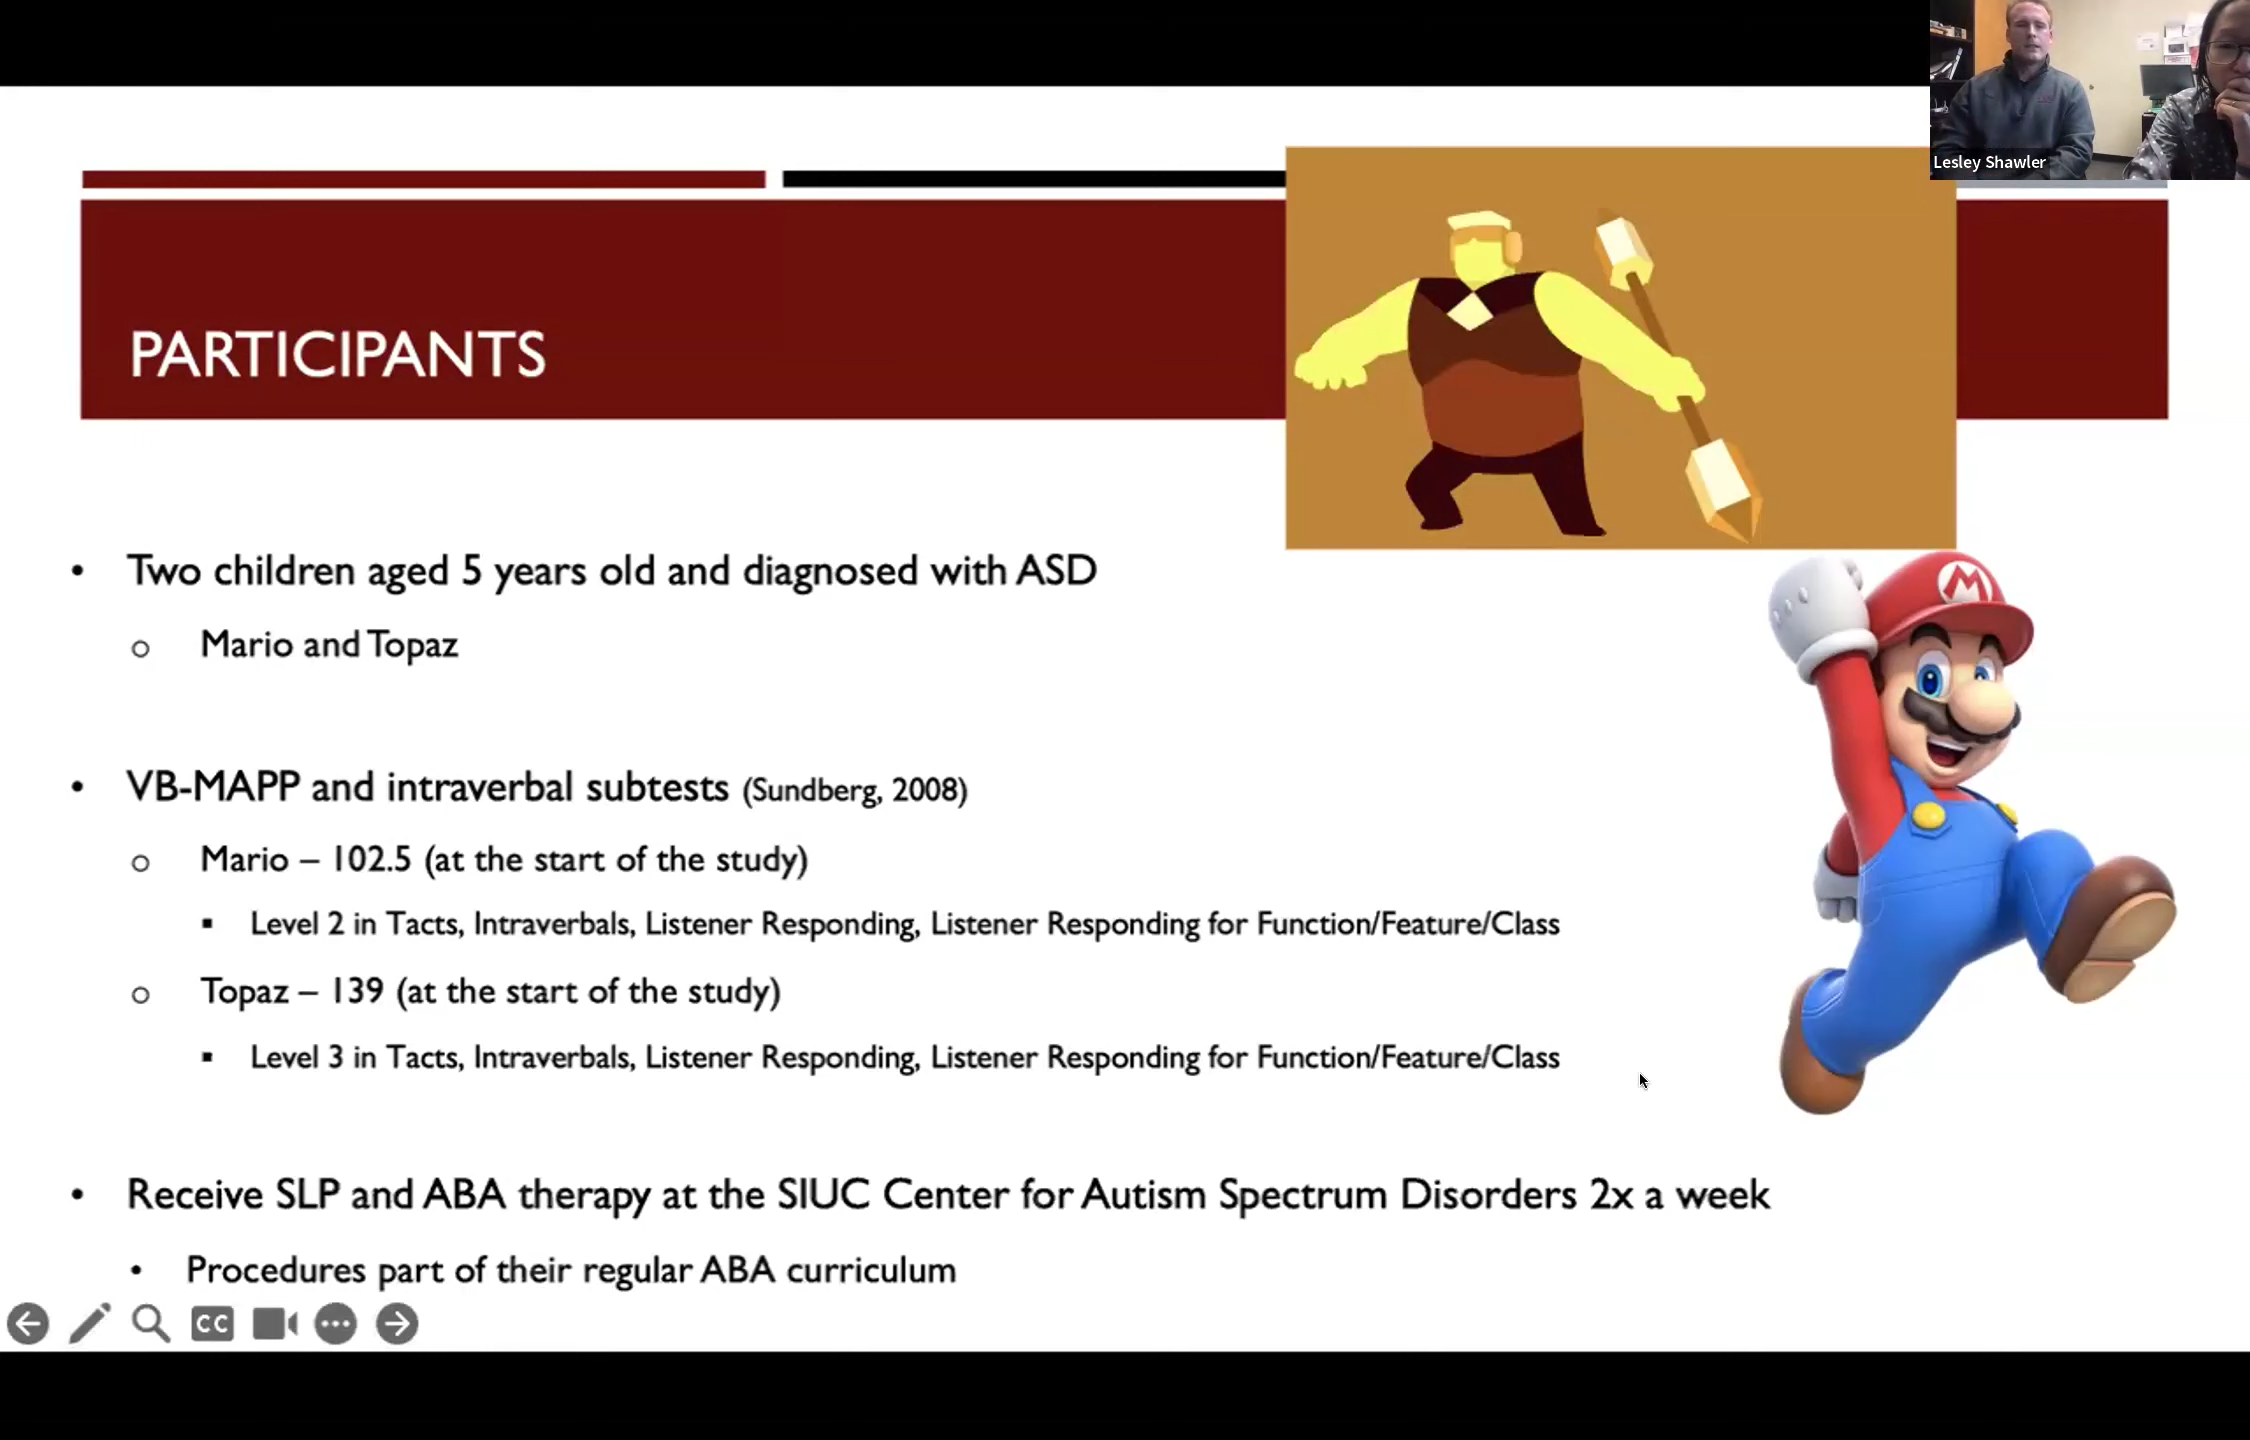 Lesley Shawler
PARTICIPANTS
• Two children aged 5 years old and diagnosed with ASD
o Mario and Topaz
• VB-MAPP and intraverbal subtests (Sundberg, 2008)
o Mario – 102.5 (at the start of the study)
▪ Level 2 in Tacts, Intraverbals, Listener Responding, Listener Responding for Function/Feature/Class
o Topaz – 139 (at the start of the study)
▪ Level 3 in Tacts, Intraverbals, Listener Responding, Listener Responding for Function/Feature/Class
• Receive SLP and ABA therapy at the SIUC Center for Autism Spectrum Disorders 2x a week
• Procedures part of their regular ABA curriculum
M
CC